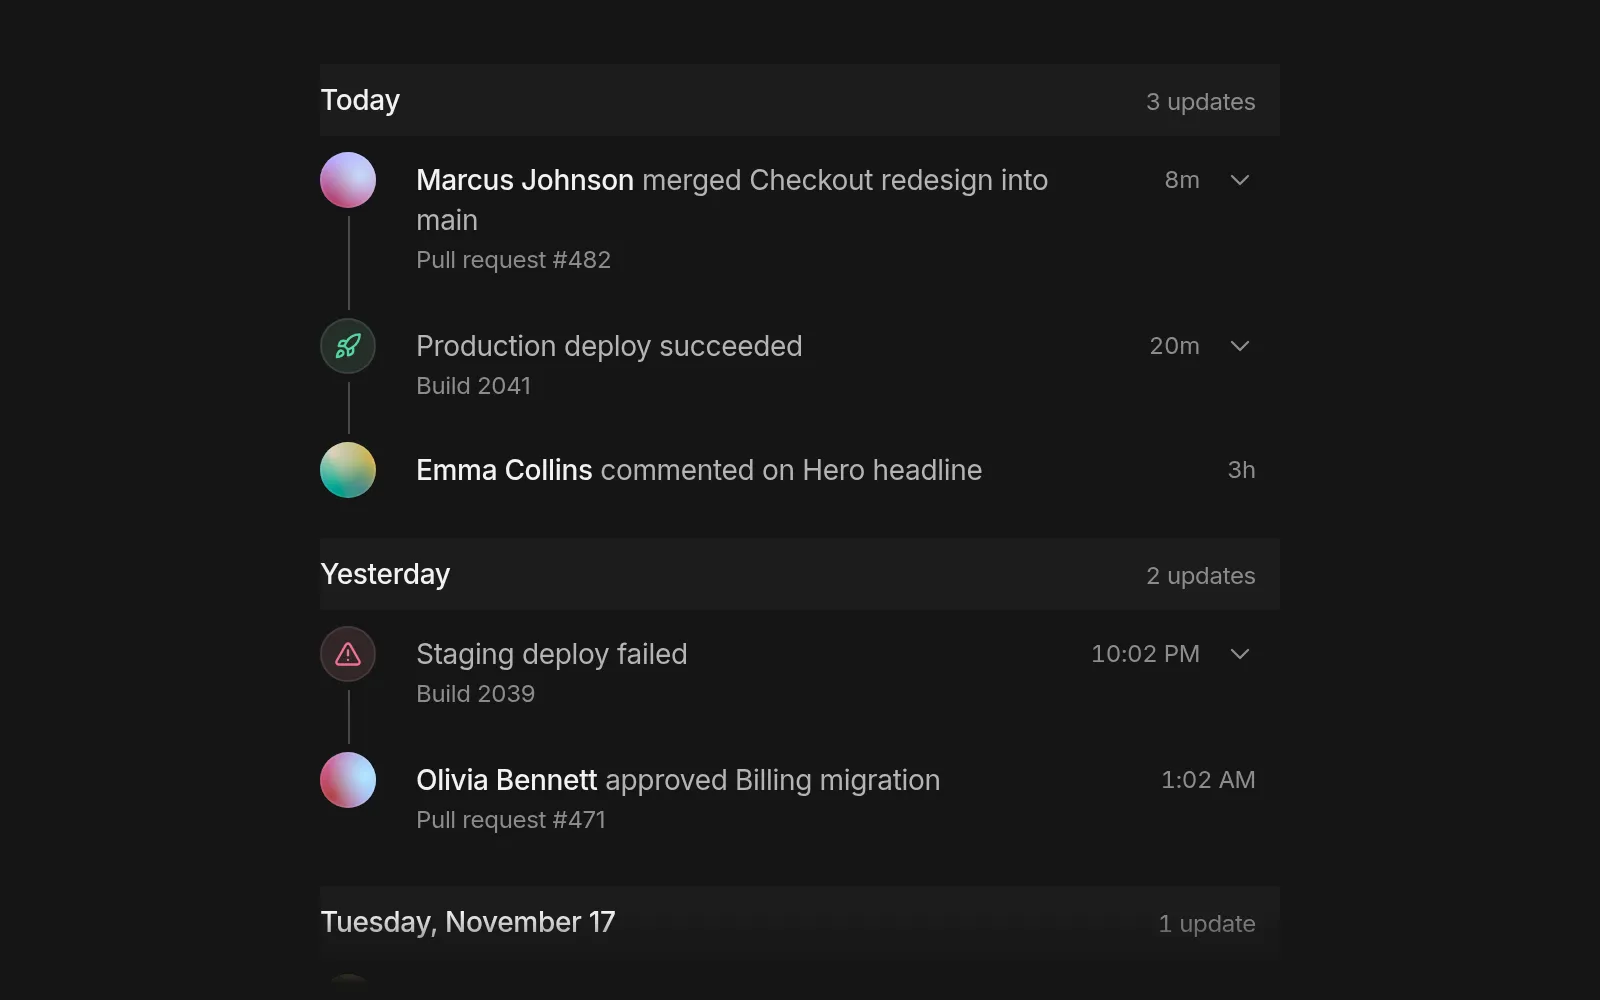 Today
3 updates
Marcus Johnson merged Checkout redesign into
main
8m
Pull request #482
Production deploy succeeded
20m
Build 2041
Emma Collins commented on Hero headline
3h
Yesterday
2 updates
Staging deploy failed
10:02 PM
Build 2039
Olivia Bennett approved Billing migration
1:02 AM
Pull request #471
Tuesday, November 17
1 update